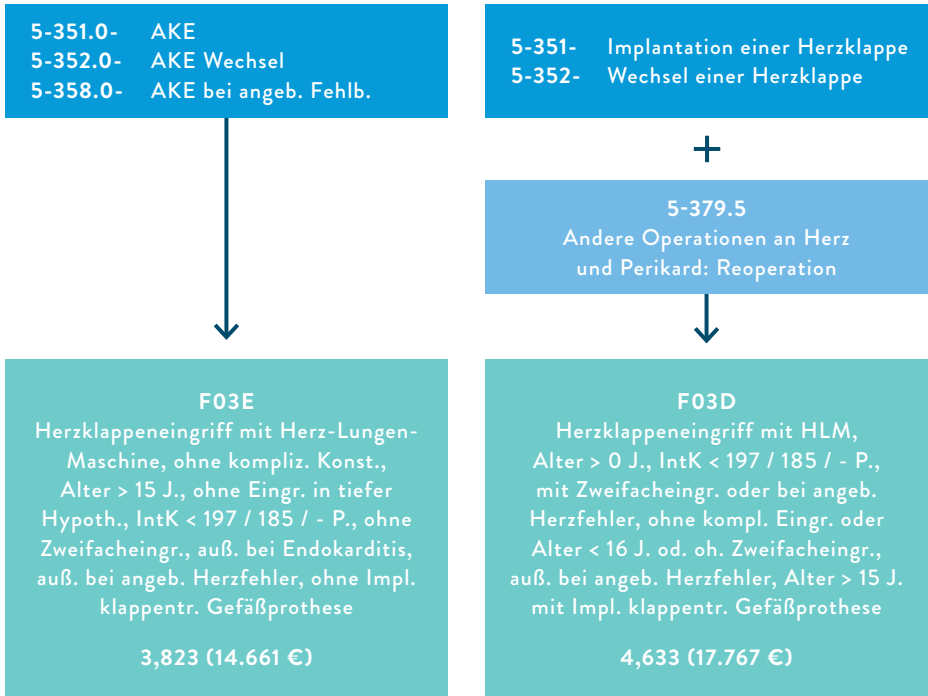 5-351.0- AKE
5-352.0- AKE Wechsel
5-358.0- AKE bei angeb. Fehlb.
F03E
Herzklappeneingriff mit Herz-Lungen-
Maschine, ohne kompliz. Konst.,
Alter > 15 J., ohne Eingr. in tiefer
Hypoth., IntK < 197 / 185 / - P., ohne
Zweifacheingr., auß. bei Endokarditis,
auß. bei angeb. Herzfehler, ohne Impl.
klappentr. Gefäßprothese
3,823 (14.661 €)
5-351- Implantation einer Herzklappe
5-352- Wechsel einer Herzklappe
+
5-379.5
Andere Operationen an Herz
und Perikard: Reoperation
F03D
Herzklappeneingriff mit HLM,
Alter > 0 J., IntK < 197 / 185 / - P.,
mit Zweifacheingr. oder bei angeb.
Herzfehler, ohne kompl. Eingr. oder
Alter < 16 J. od. oh. Zweifacheingr.,
auß. bei angeb. Herzfehler, Alter > 15 J.
mit Impl. klappentr. Gefäßprothese
4,633 (17.767 €)